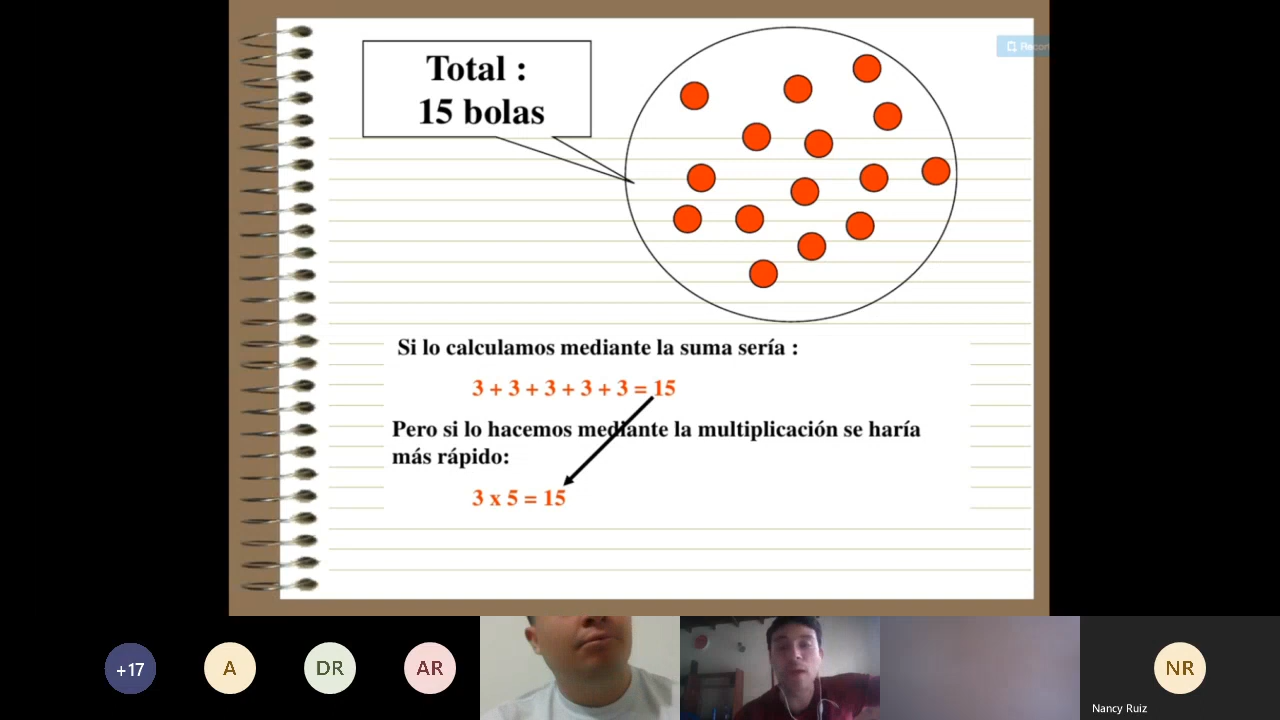 Total :
15 bolas
Si lo calculamos mediante la suma sería :
3 + 3 + 3 + 3 + 3 = 15
Pero si lo hacemos mediante la multiplicación se haría
más rápido:
3 x 5 = 15
+17
A
DR
AR
NR
Nancy Ruiz